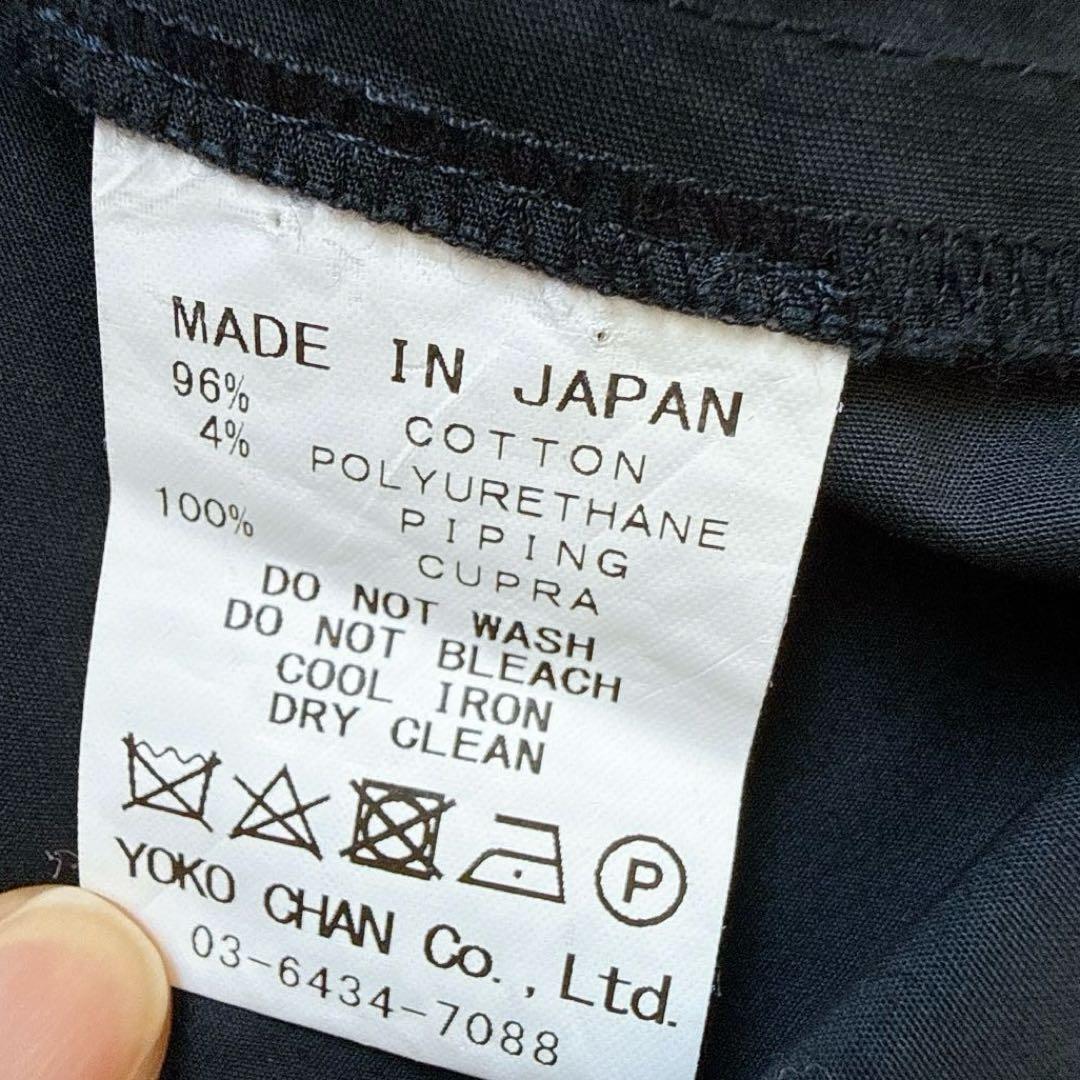 MADE IN JAPAN
96% COTTON
4% POLYURETHANE
PIPING
100% CUPRA
DO NOT WASH
DO NOT BLEACH
COOL IRON
DRY CLEAN
P
YOKO CHAN Co., Ltd.
03-6434-7088